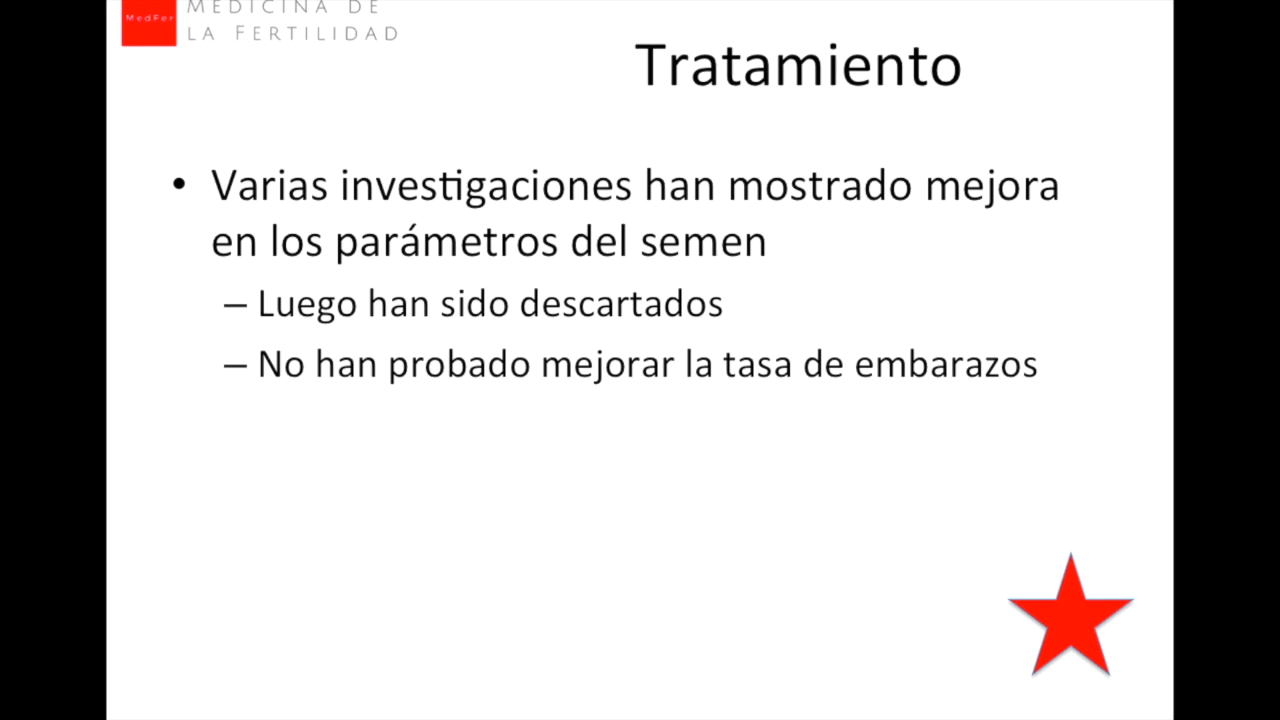 MedFer
MEDICINA DE
LA FERTILIDAD
Tratamiento
• Varias investigaciones han mostrado mejora
en los parámetros del semen
– Luego han sido descartados
– No han probado mejorar la tasa de embarazos